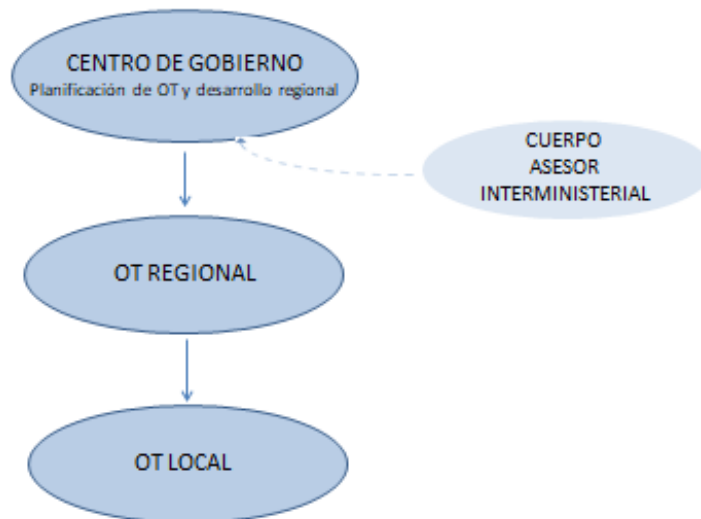 CENTRO DE GOBIERNO
Planificación de OT y desarrollo regional
CUERPO
ASESOR
INTERMINISTERIAL
OT REGIONAL
OT LOCAL